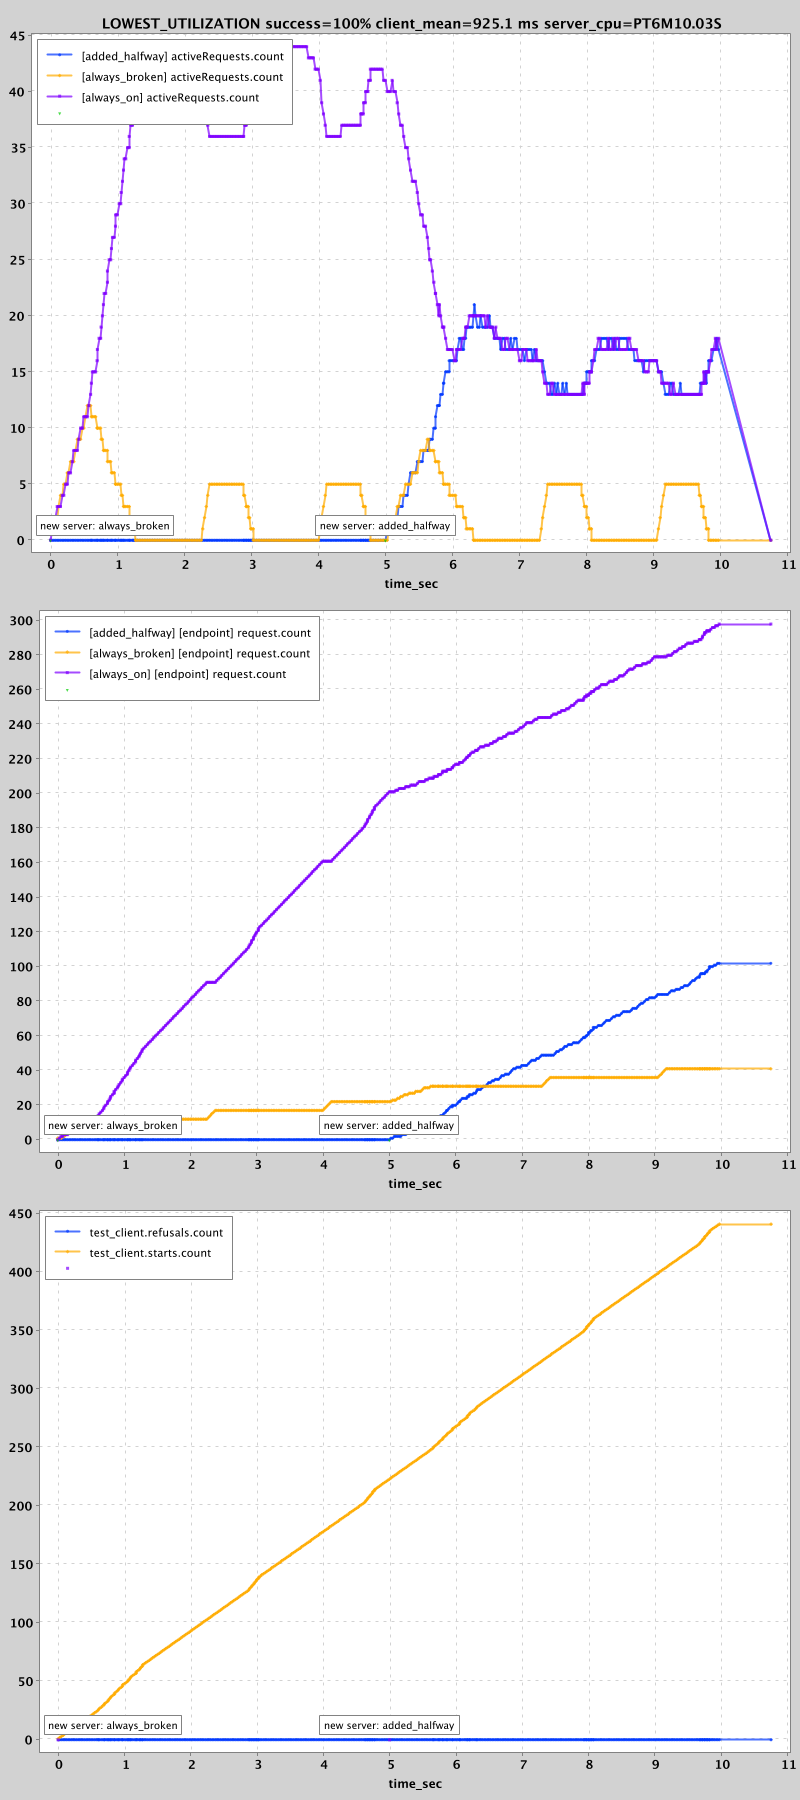 LOWEST_UTILIZATION success=100% client_mean=925.1 ms server_cpu=PT6M10.03S
45
40
35
30
25
20
15
10
5
0
[added_halfway] activeRequests.count
[always_broken] activeRequests.count
[always_on] activeRequests.count
new server: always_broken
new server: added_halfway
0 1 2 3 4 5 6 7 8 9 10 11
time_sec
300
280
260
240
220
200
180
160
140
120
100
80
60
40
20
0
[added_halfway] [endpoint] request.count
[always_broken] [endpoint] request.count
[always_on] [endpoint] request.count
new server: always_broken
new server: added_halfway
0 1 2 3 4 5 6 7 8 9 10 11
time_sec
450
400
350
300
250
200
150
100
50
0
test_client.refusals.count
test_client.starts.count
new server: always_broken
new server: added_halfway
0 1 2 3 4 5 6 7 8 9 10 11
time_sec